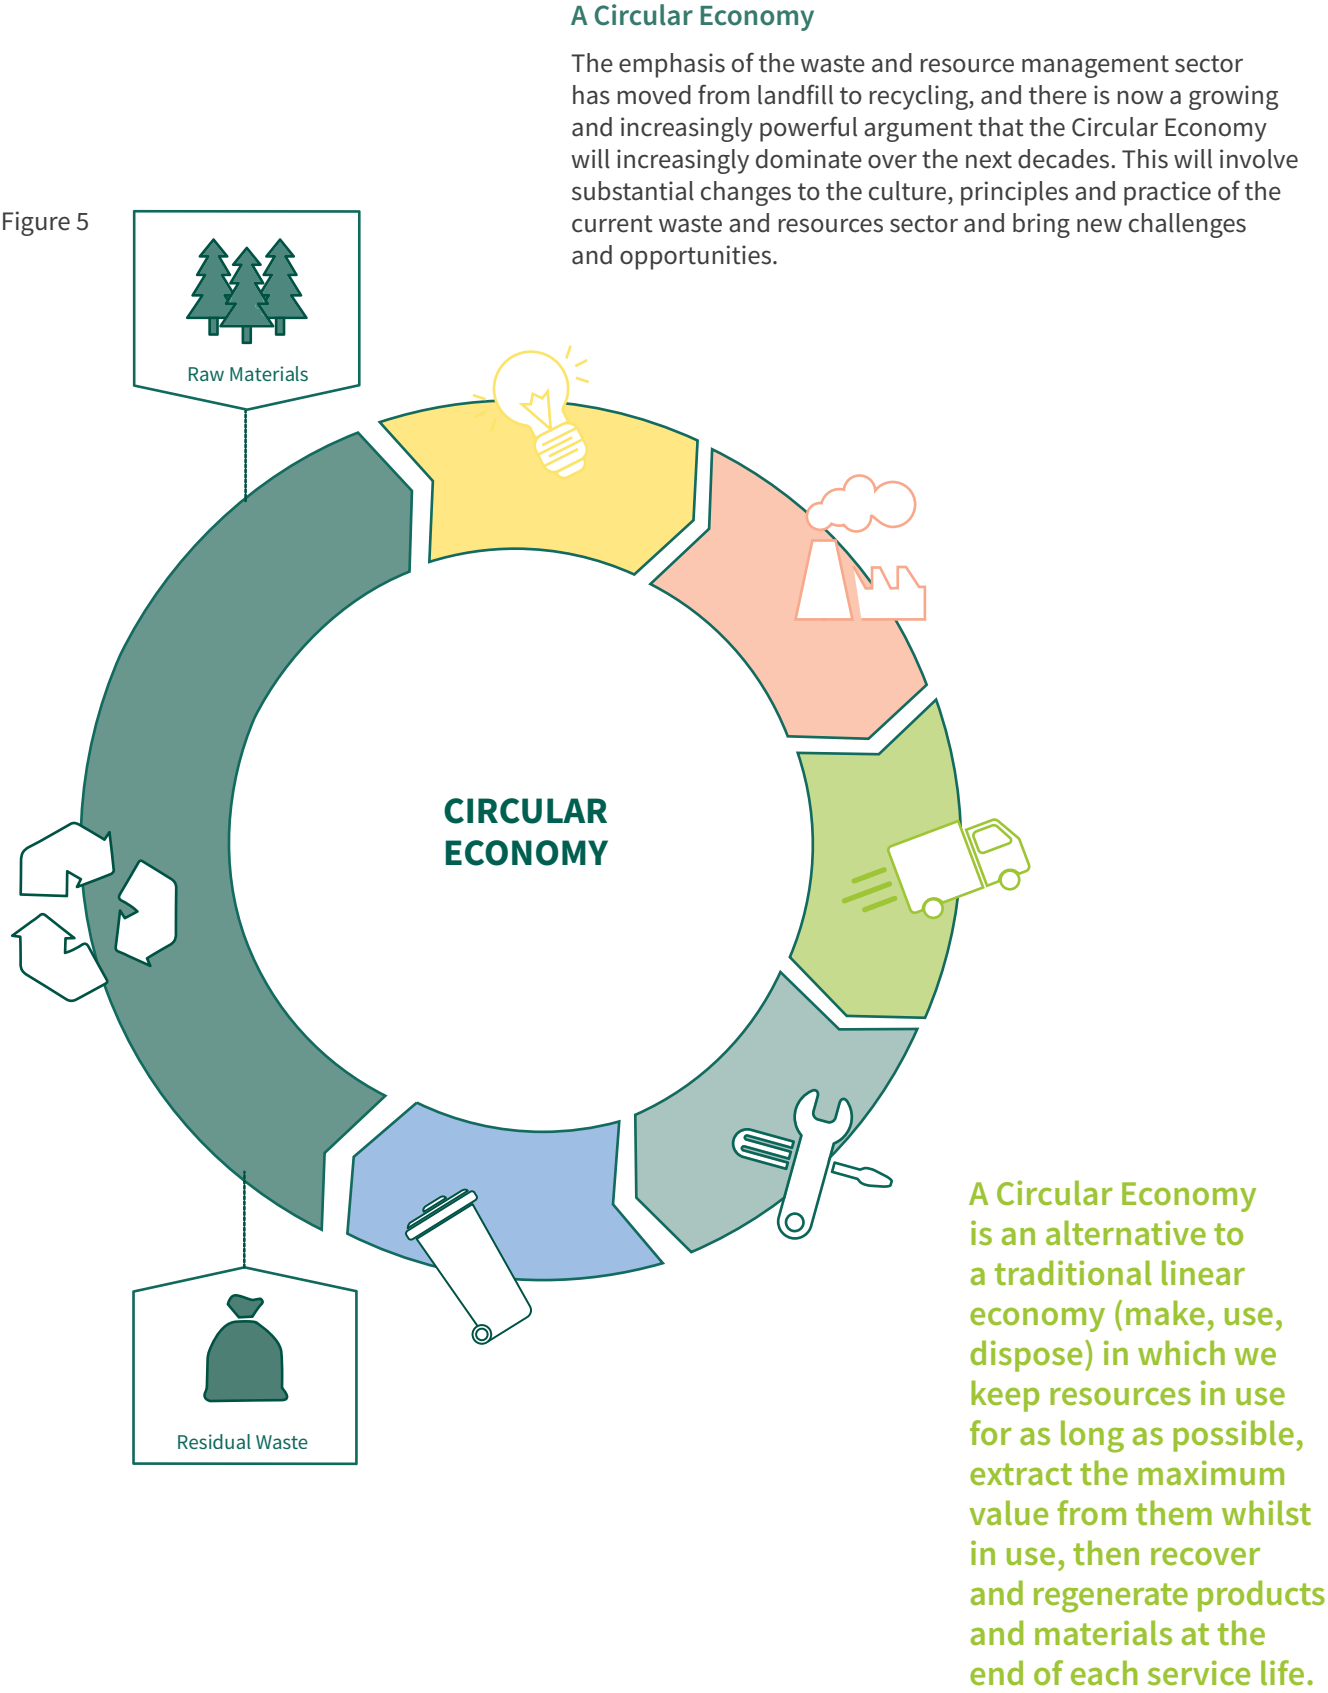 A Circular Economy
The emphasis of the waste and resource management sector
has moved from landfill to recycling, and there is now a growing
and increasingly powerful argument that the Circular Economy
will increasingly dominate over the next decades. This will involve
substantial changes to the culture, principles and practice of the
current waste and resources sector and bring new challenges
and opportunities.
Figure 5
Raw Materials
CIRCULAR
ECONOMY
Residual Waste
A Circular Economy
is an alternative to
a traditional linear
economy (make, use,
dispose) in which we
keep resources in use
for as long as possible,
extract the maximum
value from them whilst
in use, then recover
and regenerate products
and materials at the
end of each service life.